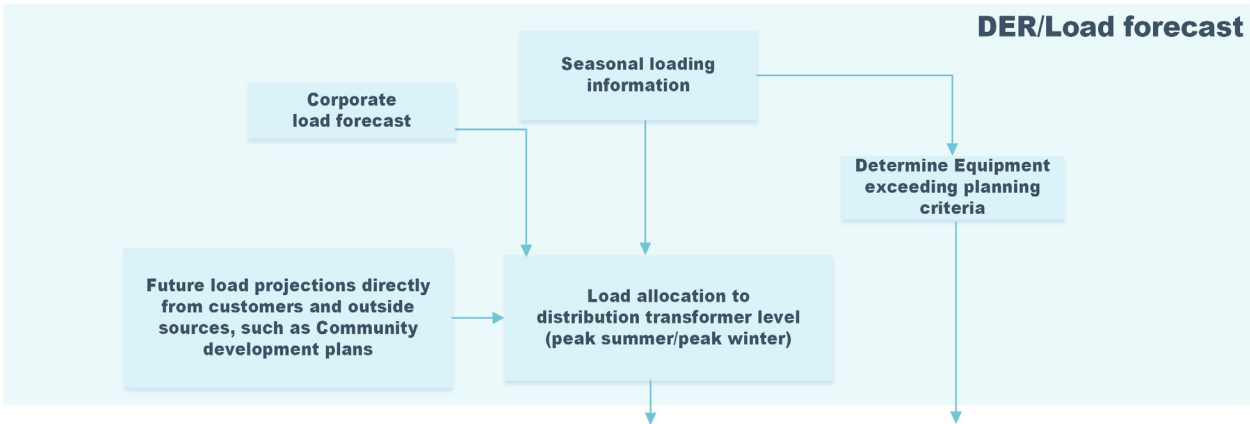 DER/Load forecast
Seasonal loading
information
Corporate
load forecast
Determine Equipment
exceeding planning
criteria
Future load projections directly
from customers and outside
sources, such as Community
development plans
Load allocation to
distribution transformer level
(peak summer/peak winter)